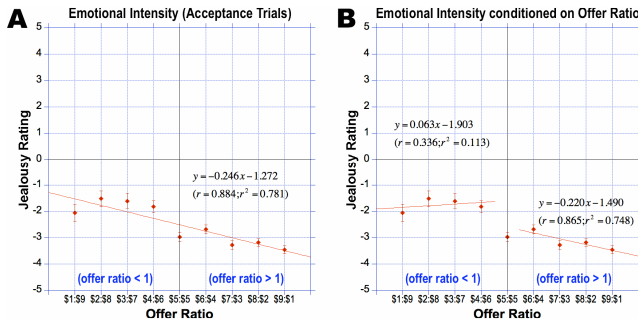 A
Emotional Intensity (Acceptance Trials)
5
4
3
2
1
0
-1
-2
-3
-4
-5
Jealousy Rating
y=-0.246x-1.272
(r=0.884;r²=0.781)
(offer ratio < 1)
(offer ratio > 1)
$1:$9 $2:$8 $3:$7 $4:$6 $5:$5 $6:$4 $7:$3 $8:$2 $9:$1
Offer Ratio
B
Emotional Intensity conditioned on Offer Ratio
5
4
3
2
1
0
-1
-2
-3
-4
-5
Jealousy Rating
y=0.063x-1.903
(r=0.336;r²=0.113)
y=-0.220x-1.490
(r=0.865;r²=0.748)
(offer ratio < 1)
(offer ratio > 1)
$1:$9 $2:$8 $3:$7 $4:$6 $5:$5 $6:$4 $7:$3 $8:$2 $9:$1
Offer Ratio